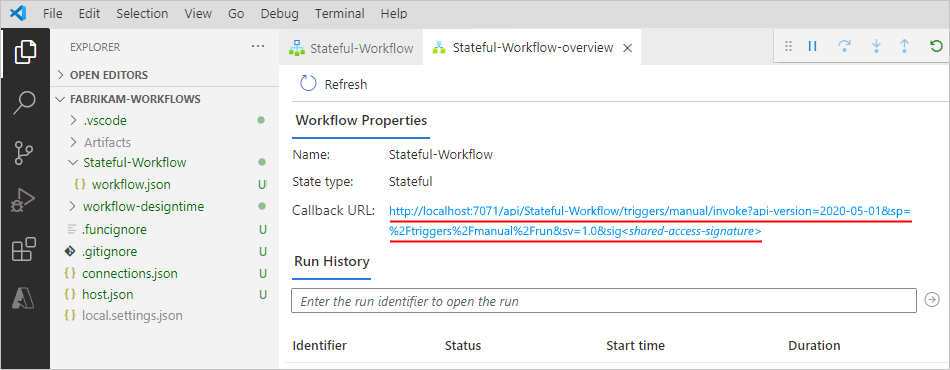 File Edit Selection View Go Debug Terminal Help
EXPLORER
OPEN EDITORS
FABRIKAM-WORKFLOWS
.vscode
Artifacts
Stateful-Workflow
workflow.json U
workflow-designtime
.funcignore U
.gitignore U
connections.json U
host.json U
local.settings.json
Stateful-Workflow Stateful-Workflow-overview
Refresh
Workflow Properties
Name: Stateful-Workflow
State type: Stateful
Callback URL: http://localhost:7071/api/Stateful-Workflow/triggers/manual/invoke?api-version=2020-05-01&sp=
%2Ftriggers%2Fmanual%2Frun&sv=1.0&sig<shared-access-signature>
Run History
Enter the run identifier to open the run
Identifier Status Start time Duration